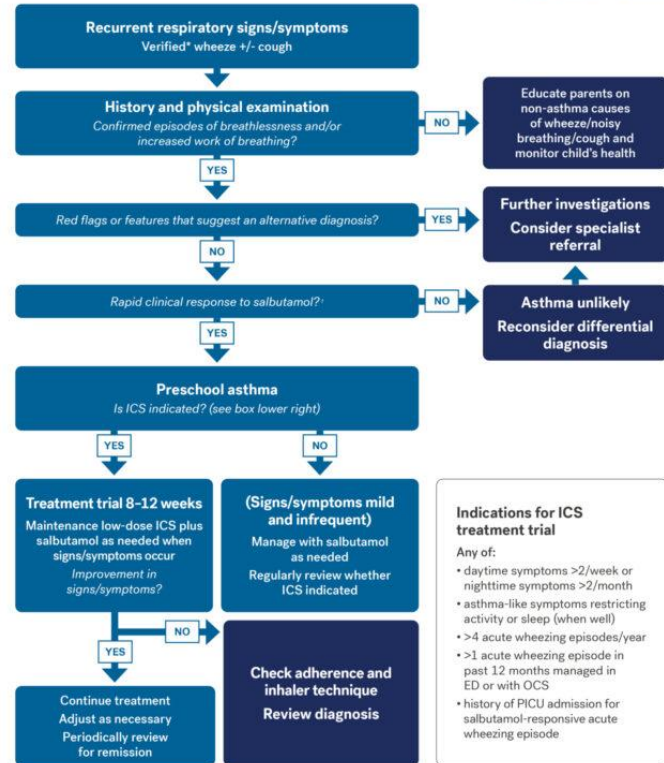 Recurrent respiratory signs/symptoms
Verified* wheeze +/- cough
History and physical examination
Confirmed episodes of breathlessness and/or
increased work of breathing?
NO
Educate parents on
non-asthma causes
of wheeze/noisy
breathing/cough and
monitor child's health
YES
Red flags or features that suggest an alternative diagnosis?
YES
Further investigations
Consider specialist
referral
NO
Rapid clinical response to salbutamol?†
NO
Asthma unlikely
Reconsider differential
diagnosis
YES
Preschool asthma
Is ICS indicated? (see box lower right)
YES
NO
Treatment trial 8–12 weeks
Maintenance low-dose ICS plus
salbutamol as needed when
signs/symptoms occur
Improvement in
signs/symptoms?
(Signs/symptoms mild
and infrequent)
Manage with salbutamol
as needed
Regularly review whether
ICS indicated
NO
YES
Check adherence and
inhaler technique
Review diagnosis
Continue treatment
Adjust as necessary
Periodically review
for remission
Indications for ICS
treatment trial
Any of:
• daytime symptoms >2/week or
nighttime symptoms >2/month
• asthma-like symptoms restricting
activity or sleep (when well)
• >4 acute wheezing episodes/year
• >1 acute wheezing episode in
past 12 months managed in
ED or with OCS
• history of PICU admission for
salbutamol-responsive acute
wheezing episode